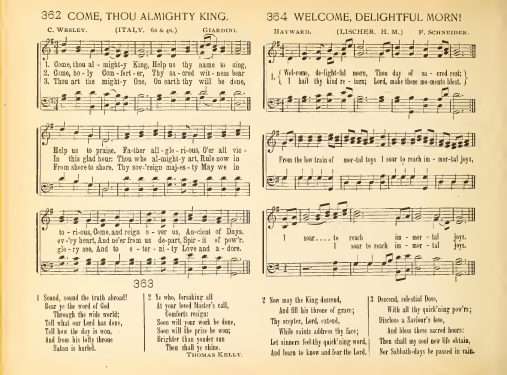 362 COME, THOU ALMIGHTY KING.
C. WESLEY. (ITALY. 6s & 4s.) GIARDINI.
1. Come, thou al - might-y King, Help us thy name to sing,
2. Come, ho - ly Com - fort-er, Thy sa - cred wit - ness bear
3. Thou art the might-y One, On earth thy will be done,
Help us to praise. Fa-ther all - glo - ri-ous, O'er all vic -
In this glad hour: Thou who al-might-y art, Rule now in
From shore to shore. Thy sov-'reign maj-es-ty May we in
to - ri-ous, Come, and reign o - ver us, An-cient of Days.
ev-'ry heart, And ne'er from us de-part, Spir - it of pow'r.
glo - ry see, And to e - ter - ni - ty Love and a - dore.
363
1 Sound, sound the truth abroad!
Bear ye the word of God
Through the wide world;
Tell what our Lord has done,
Tell how the day is won,
And from his lofty throne
Satan is hurled.
2 Ye who, forsaking all
At your loved Master's call,
Comforts resign:
Soon will your work be done,
Soon will the prize be won;
Brighter than yonder sun
Then shall ye shine.
THOMAS KELLY.
364 WELCOME, DELIGHTFUL MORN!
HAYWARD. (LISCHER. H. M.) F. SCHNEIDER.
1. { Wel-come, de-light-ful morn, Thou day of sa - cred rest;
I hail thy kind re - turn; Lord, make these mo-ments blest. }
From the low train of mor-tal toys I soar to reach im - mor-tal joys,
I soar.... to reach im - mor - tal joys.
I soar to reach im - mor - tal joys.
2 Now may the King descend,
And fill his throne of grace;
Thy scepter, Lord, extend,
While saints address thy face;
Let sinners feel thy quick'ning word,
And learn to know and fear the Lord.
3 Descend, celestial Dove,
With all thy quick'ning pow'rs;
Disclose a Saviour's love,
And bless these sacred hours:
Then shall my soul new life obtain,
Nor Sabbath-days be passed in vain.